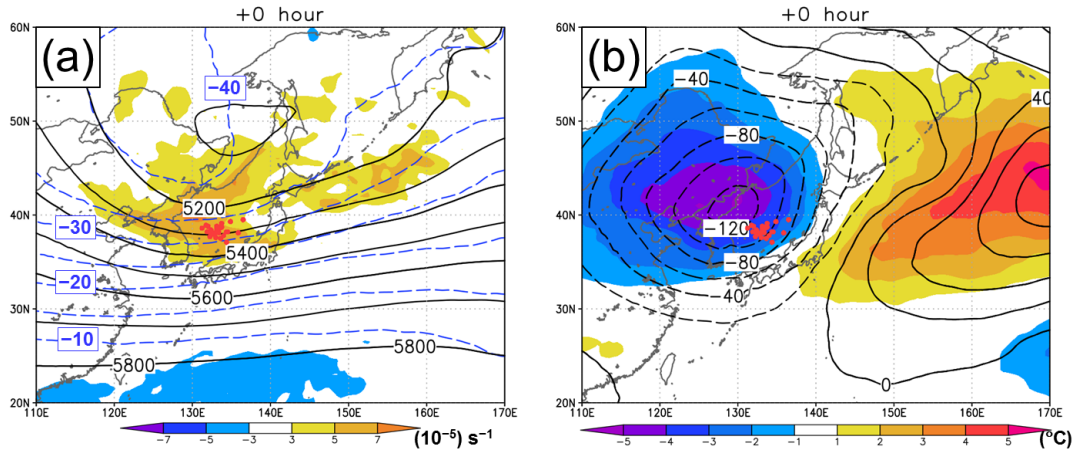 +0 hour
(a)
60N
50N
40N
30N
20N
110E 120E 130E 140E 150E 160E 170E
−40
−30
−20
−10
5200
5400
5600
5800
5800
−7 −5 −3 3 5 7
(10⁻⁵) s⁻¹
+0 hour
(b)
60N
50N
40N
30N
20N
110E 120E 130E 140E 150E 160E 170E
−40
40
−80
−120
−80
40
0
−5 −4 −3 −2 −1 1 2 3 4 5
(°C)